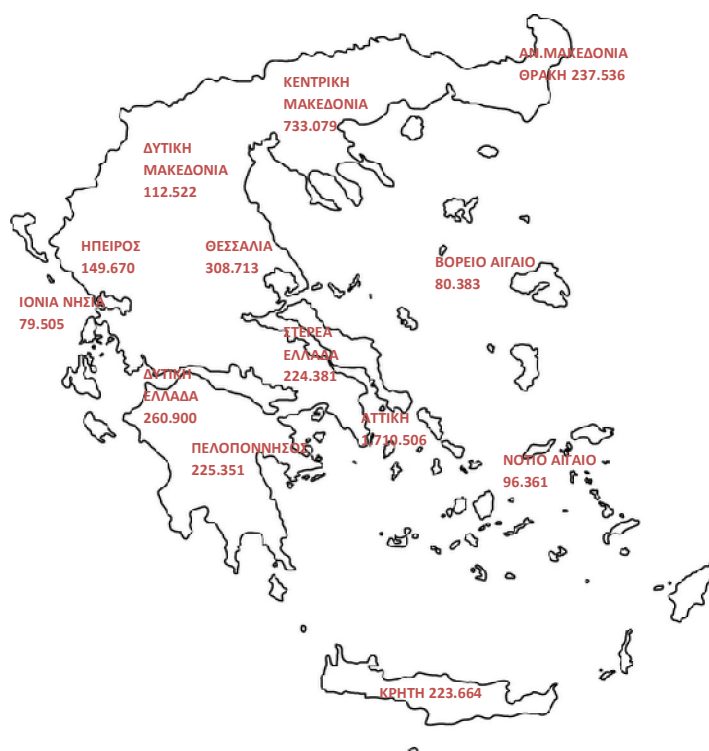 ΑΝ.ΜΑΚΕΔΟΝΙΑ
ΘΡΑΚΗ 237.536
ΚΕΝΤΡΙΚΗ
ΜΑΚΕΔΟΝΙΑ
733.079
ΔΥΤΙΚΗ
ΜΑΚΕΔΟΝΙΑ
112.522
ΗΠΕΙΡΟΣ
149.670
ΘΕΣΣΑΛΙΑ
308.713
ΒΟΡΕΙΟ ΑΙΓΑΙΟ
80.383
ΙΟΝΙΑ ΝΗΣΙΑ
79.505
ΣΤΕΡΕΑ
ΕΛΛΑΔΑ
224.381
ΔΥΤΙΚΗ
ΕΛΛΑΔΑ
260.900
ΑΤΤΙΚΗ
1.710.506
ΠΕΛΟΠΟΝΝΗΣΟΣ
225.351
ΝΟΤΙΟ ΑΙΓΑΙΟ
96.361
ΚΡΗΤΗ 223.664